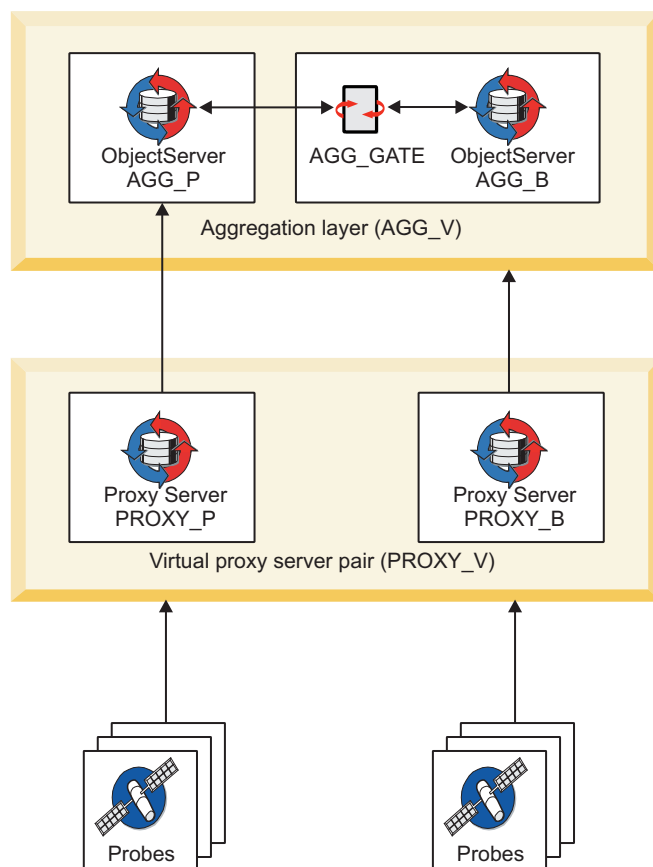 ObjectServer
AGG_P
AGG_GATE
ObjectServer
AGG_B
Aggregation layer (AGG_V)
Proxy Server
PROXY_P
Proxy Server
PROXY_B
Virtual proxy server pair (PROXY_V)
Probes
Probes